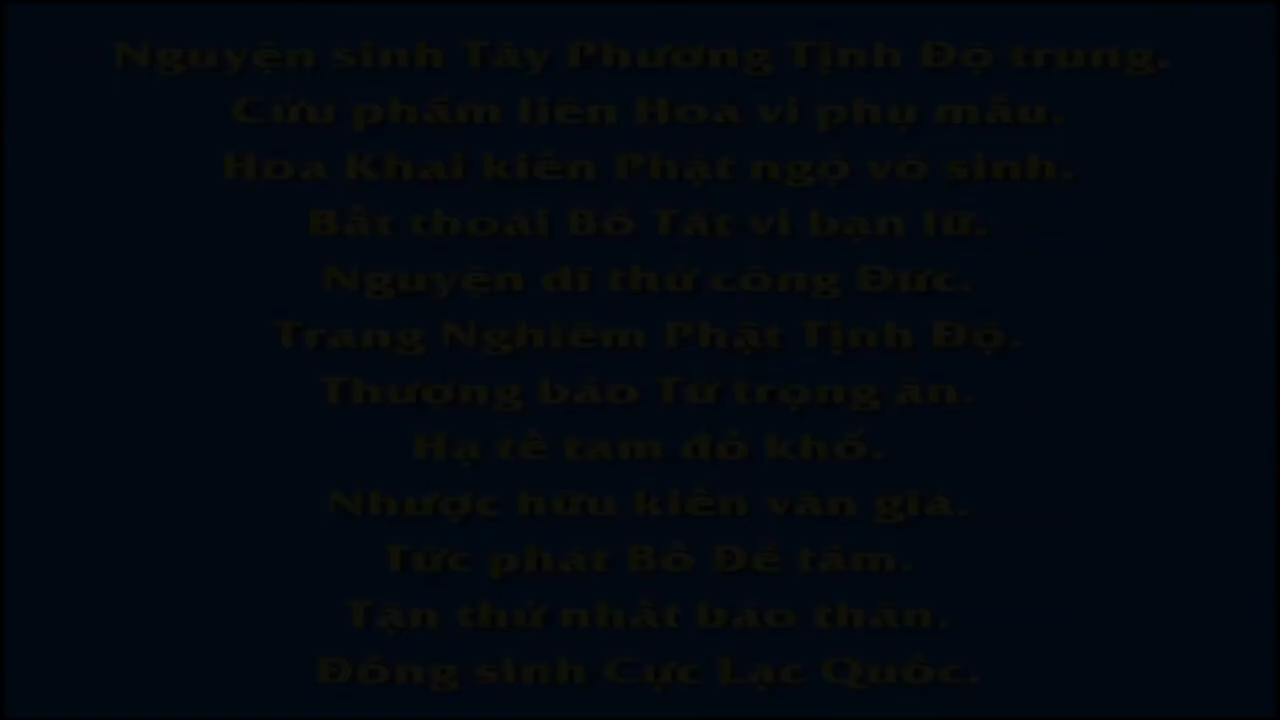 Nguyện sinh Tây Phương Tịnh Độ trung.
Cửu phẩm liên Hoa vi phụ mẫu.
Hoa Khai kiến Phật ngộ vô sinh.
Bất thoái Bồ Tát vi bạn lữ.
Nguyện dĩ thử công Đức.
Trang Nghiêm Phật Tịnh Độ.
Thượng báo Tứ trọng ân.
Hạ tế tam đồ khổ.
Nhược hữu kiến văn giả.
Tức phát Bồ Đề tâm.
Tận thử nhất báo thân.
Đồng sinh Cực Lạc Quốc.